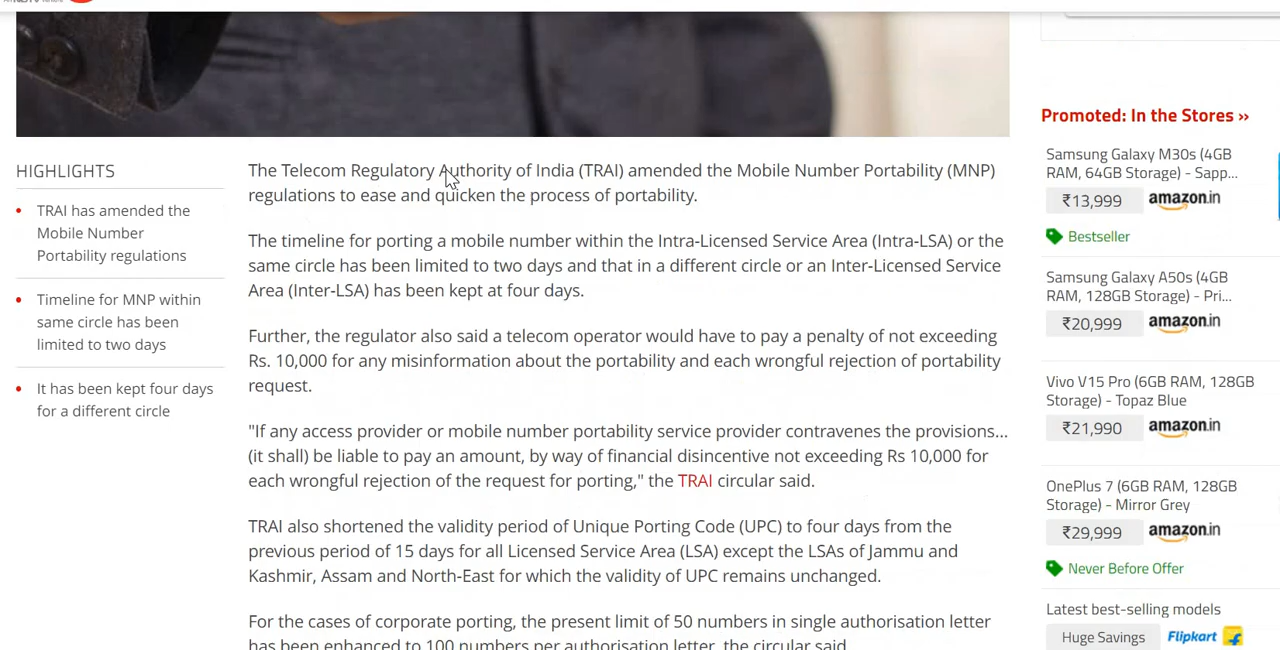 HIGHLIGHTS
TRAI has amended the
Mobile Number
Portability regulations
Timeline for MNP within
same circle has been
limited to two days
It has been kept four days
for a different circle
The Telecom Regulatory Authority of India (TRAI) amended the Mobile Number Portability (MNP)
regulations to ease and quicken the process of portability.
The timeline for porting a mobile number within the Intra-Licensed Service Area (Intra-LSA) or the
same circle has been limited to two days and that in a different circle or an Inter-Licensed Service
Area (Inter-LSA) has been kept at four days.
Further, the regulator also said a telecom operator would have to pay a penalty of not exceeding
Rs. 10,000 for any misinformation about the portability and each wrongful rejection of portability
request.
"If any access provider or mobile number portability service provider contravenes the provisions...
(it shall) be liable to pay an amount, by way of financial disincentive not exceeding Rs 10,000 for
each wrongful rejection of the request for porting," the TRAI circular said.
TRAI also shortened the validity period of Unique Porting Code (UPC) to four days from the
previous period of 15 days for all Licensed Service Area (LSA) except the LSAs of Jammu and
Kashmir, Assam and North-East for which the validity of UPC remains unchanged.
For the cases of corporate porting, the present limit of 50 numbers in single authorisation letter
has been enhanced to 100 numbers per authorisation letter, the circular said
Promoted: In the Stores »
Samsung Galaxy M30s (4GB
RAM, 64GB Storage) - Sapp...
₹13,999 amazon.in
Bestseller
Samsung Galaxy A50s (4GB
RAM, 128GB Storage) - Pri...
₹20,999 amazon.in
Vivo V15 Pro (6GB RAM, 128GB
Storage) - Topaz Blue
₹21,990 amazon.in
OnePlus 7 (6GB RAM, 128GB
Storage) - Mirror Grey
₹29,999 amazon.in
Never Before Offer
Latest best-selling models
Huge Savings Flipkart